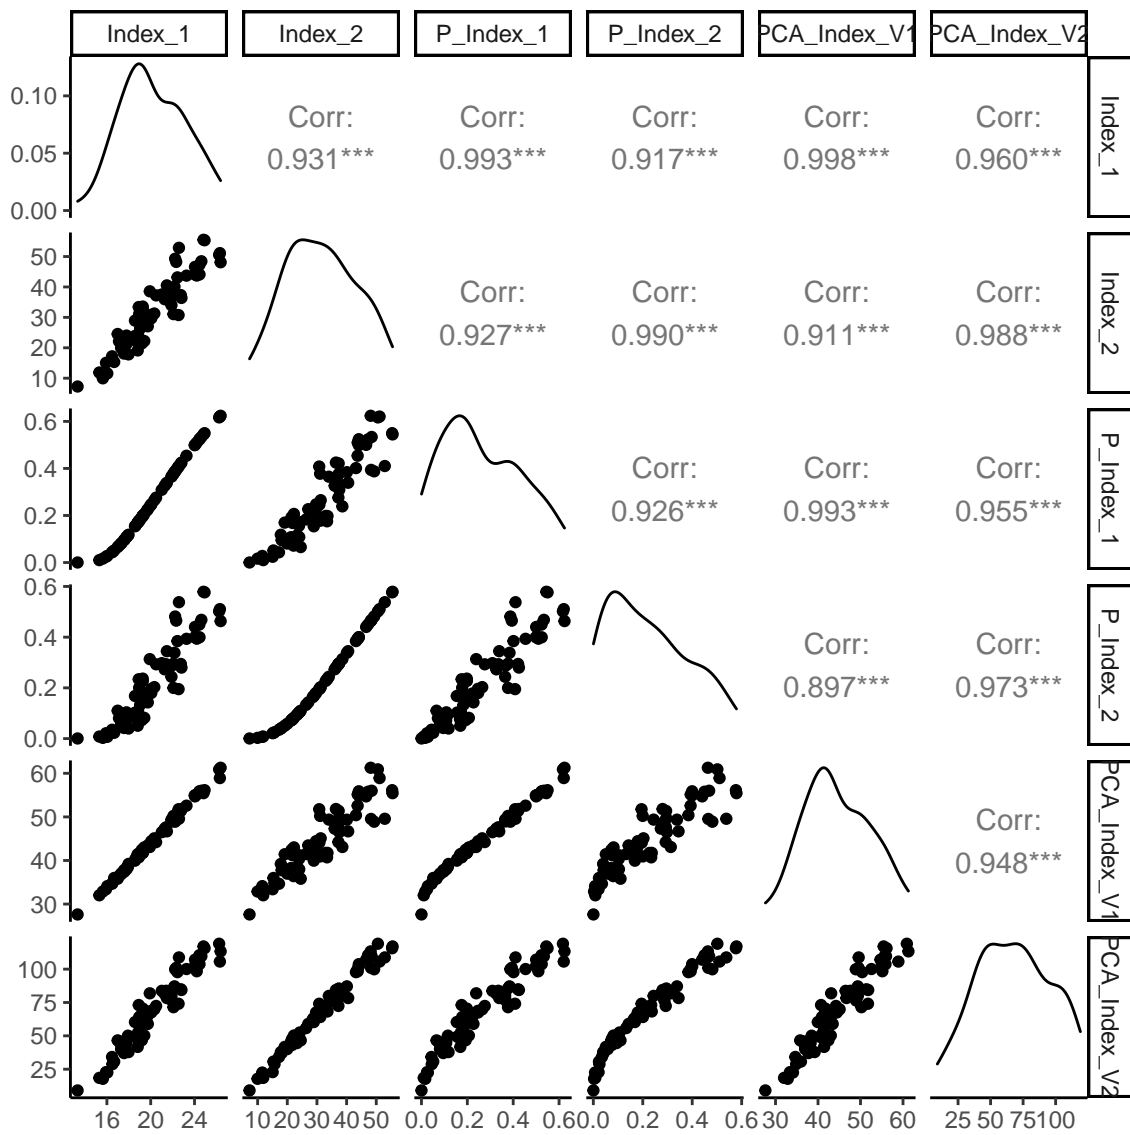 Index_1 Index_2 P_Index_1 P_Index_2 PCA_Index_V1 PCA_Index_V2
0.10
0.05
0.00
Corr: Corr: Corr: Corr: Corr:
0.931*** 0.993*** 0.917*** 0.998*** 0.960***
Index_1
50
40
30
20
10
Corr: Corr: Corr: Corr:
0.927*** 0.990*** 0.911*** 0.988***
Index_2
0.6
0.4
0.2
0.0
Corr: Corr: Corr:
0.926*** 0.993*** 0.955***
P_Index_1
0.6
0.4
0.2
0.0
Corr: Corr:
0.897*** 0.973***
P_Index_2
60
50
40
30
Corr:
0.948***
PCA_Index_V1
100
75
50
25
PCA_Index_V2
16 20 24 10 20 30 40 50 0.0 0.2 0.4 0.6 0.0 0.2 0.4 0.6 30 40 50 60 25 50 75 100